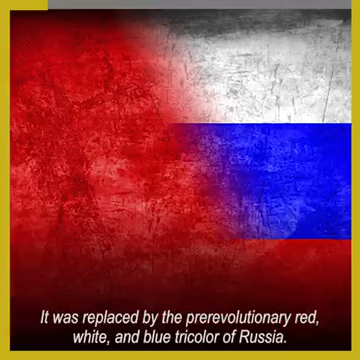 It was replaced by the prerevolutionary red,
white, and blue tricolor of Russia.